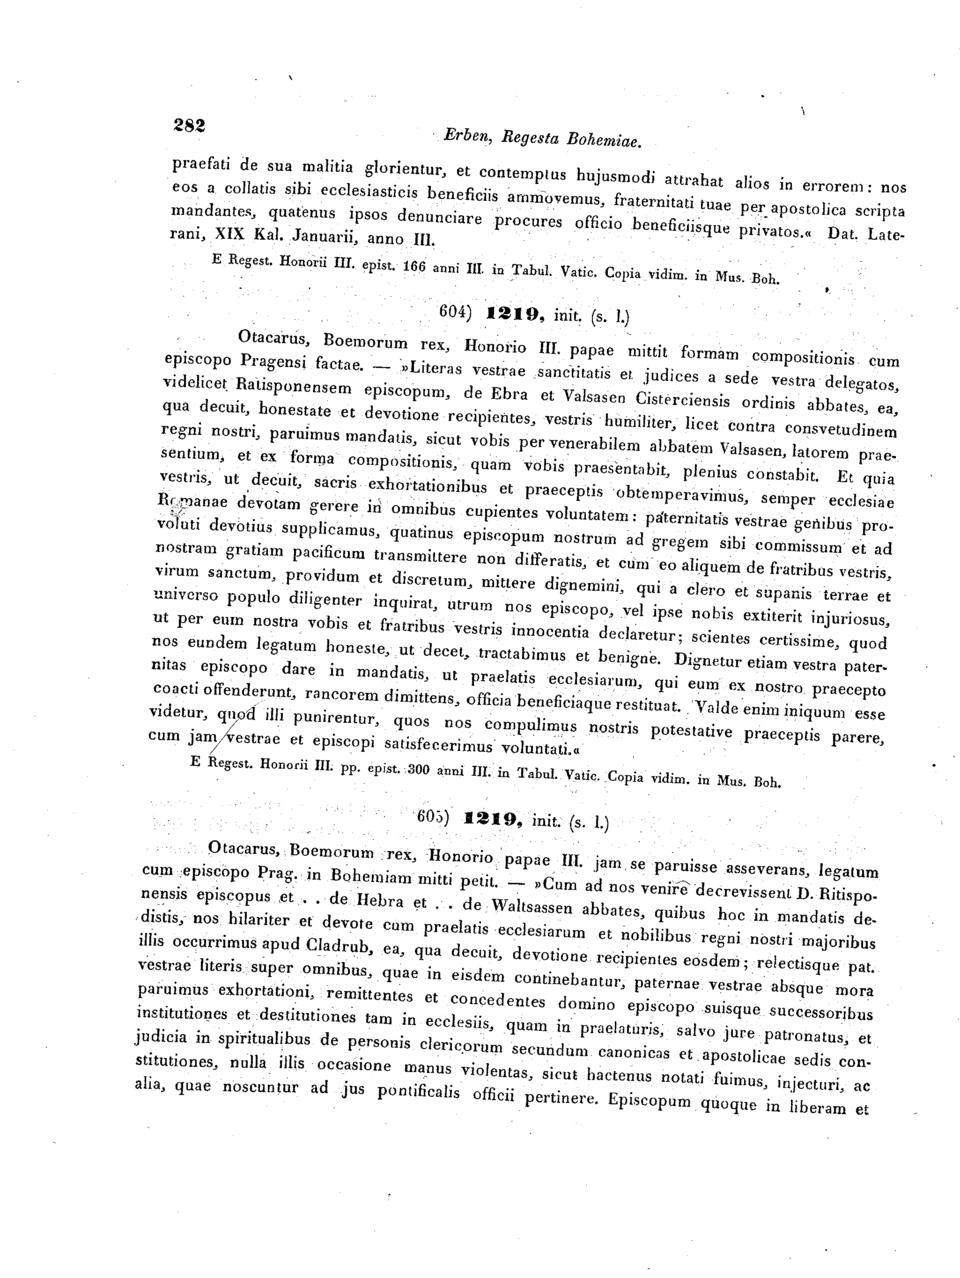 282
Erben, Regesta Bohemiae.
praefati de sua malitia glorientur, et contemptus hujusmodi attrahat alios in errorem: nos
eos a collatis sibi ecclesiasticis beneficiis ammovemus, fraternitati tuae per apostolica scripta
mandantes, quatenus ipsos denunciare procures officio beneficiisque privatos.« Dat. Late-
rani, XIX Kal. Januarii, anno III.
E Regest. Honorii III. epist. 166 anni III. in Tabul. Vatic. Copia vidim. in Mus. Boh.
604) 1219, init. (s. l.)
Otacarus, Boemorum rex, Honorio III. papae mittit formam compositionis cum
episcopo Pragensi factae. — »Literas vestrae sanctitatis et judices a sede vestra delegatos,
videlicet Ratisponensem episcopum, de Ebra et Valsasen Cisterciensis ordinis abbates, ea,
qua decuit, honestate et devotione recipientes, vestris humiliter, licet contra consvetudinem
regni nostri, paruimus mandatis, sicut vobis per venerabilem abbatem Valsasen, latorem prae-
sentium, et ex forma compositionis, quam vobis praesentabit, plenius constabit. Et quia
vestris, ut decuit, sacris exhortationibus et praeceptis obtemperavimus, semper ecclesiae
Romanae devotam gerere in omnibus cupientes voluntatem: paternitatis vestrae genibus pro-
voluti devotius supplicamus, quatinus episcopum nostrum ad gregem sibi commissum et ad
nostram gratiam pacificum transmittere non differatis, et cum eo aliquem de fratribus vestris,
virum sanctum, providum et discretum, mittere dignemini, qui a clero et supanis terrae et
universo populo diligenter inquirat, utrum nos episcopo, vel ipse nobis extiterit injuriosus,
ut per eum nostra vobis et fratribus vestris innocentia declaretur; scientes certissime, quod
nos eundem legatum honeste, ut decet, tractabimus et benigne. Dignetur etiam vestra pater-
nitas episcopo dare in mandatis, ut praelatis ecclesiarum, qui eum ex nostro praecepto
coacti offenderunt, rancorem dimittens, officia beneficiaque restituat. Valde enim iniquum esse
videtur, quod illi punirentur, quos nos compulimus nostris potestative praeceptis parere,
cum jam vestrae et episcopi satisfecerimus voluntati.«
E Regest. Honorii III. pp. epist. 300 anni III. in Tabul. Vatic. Copia vidim. in Mus. Boh.
605) 1219, init. (s. l.)
Otacarus, Boemorum rex, Honorio papae III. jam se paruisse asseverans, legatum
cum episcopo Prag. in Bohemiam mitti petit. — »Cum ad nos venire decrevissent D. Ritispo-
nensis episcopus et . . de Hebra et . . de Waltsassen abbates, quibus hoc in mandatis de-
distis, nos hilariter et devote cum praelatis ecclesiarum et nobilibus regni nostri majoribus
illis occurrimus apud Cladrub, ea, qua decuit, devotione recipientes eosdem; relectisque pat.
vestrae literis super omnibus, quae in eisdem continebantur, paternae vestrae absque mora
paruimus exhortationi, remittentes et concedentes domino episcopo suisque successoribus
institutiones et destitutiones tam in ecclesiis, quam in praelaturis, salvo jure patronatus, et
judicia in spiritualibus de personis clericorum secundum canonicas et apostolicae sedis con-
stitutiones, nulla illis occasione manus violentas, sicut hactenus notati fuimus, injecturi, ac
alia, quae noscuntur ad jus pontificalis officii pertinere. Episcopum quoque in liberam et